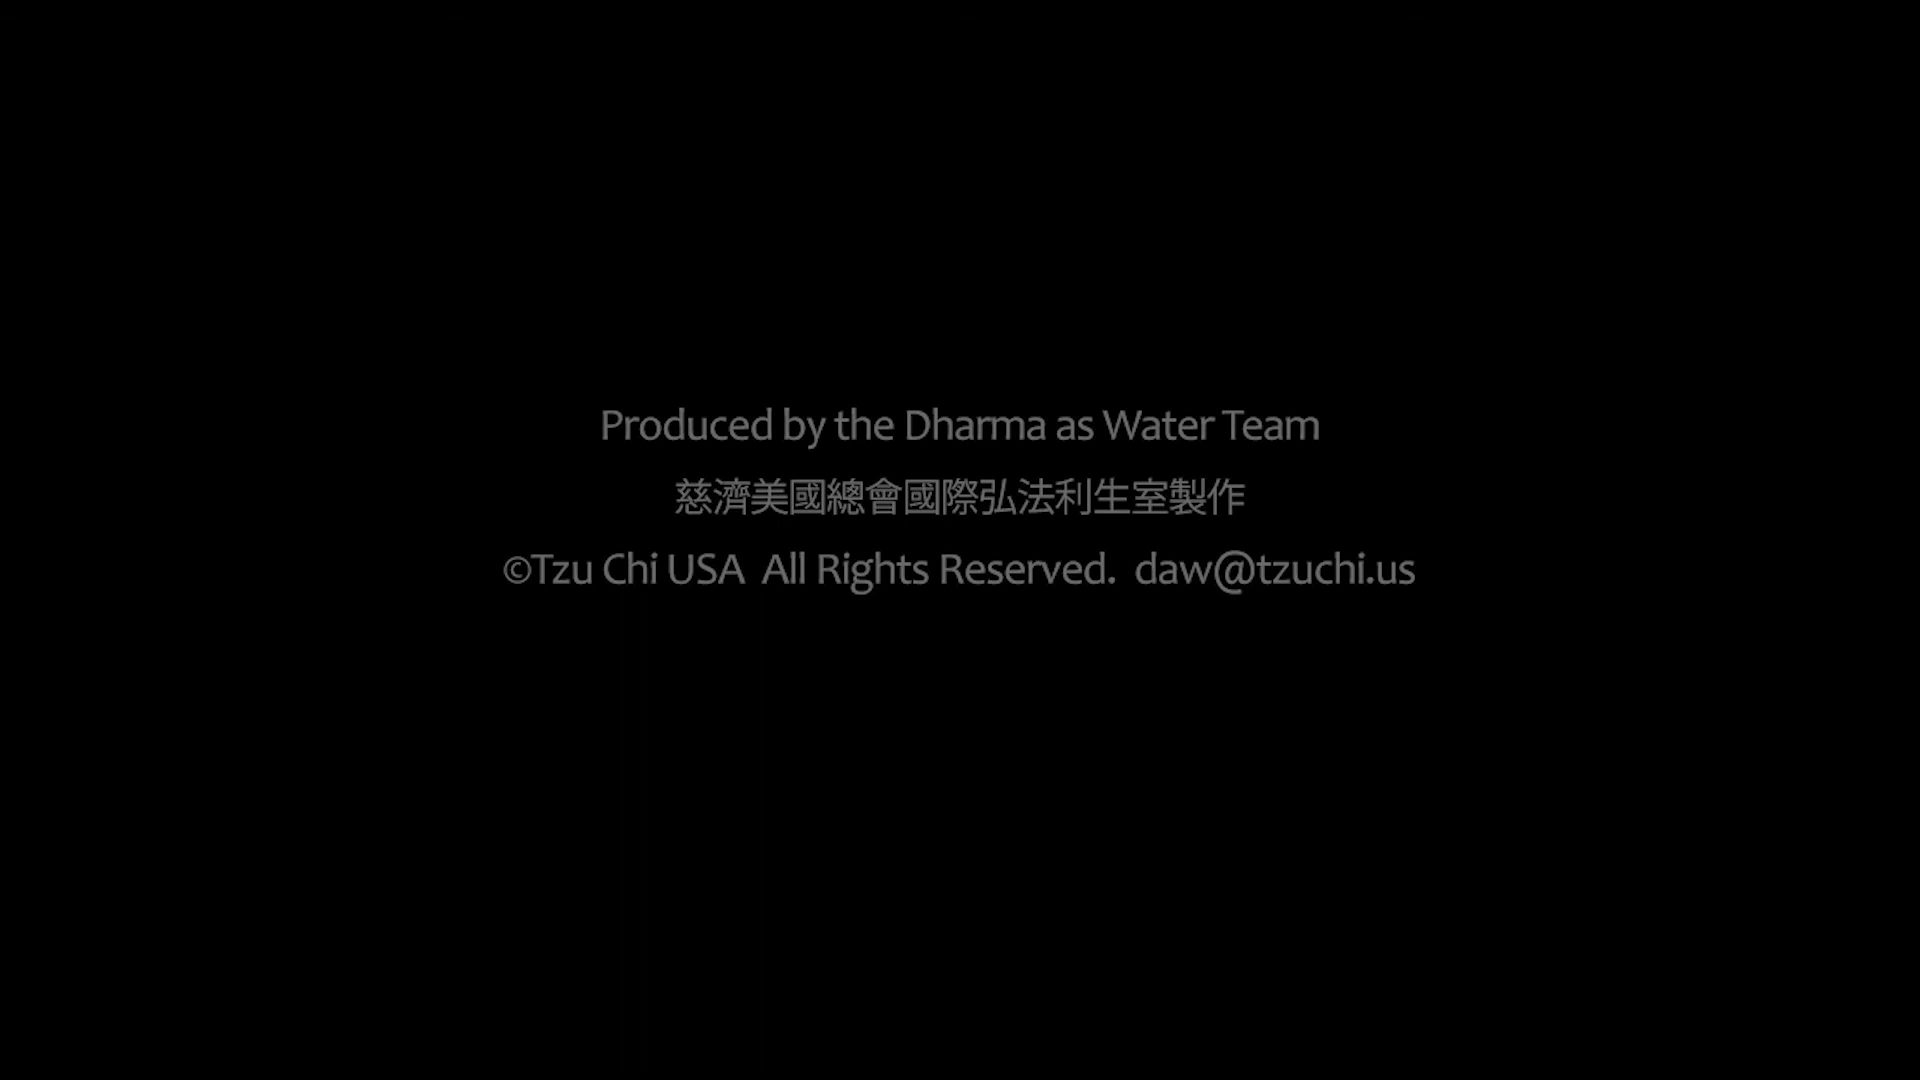 Produced by the Dharma as Water Team
慈濟美國總會國際弘法利生室製作
©Tzu Chi USA  All Rights Reserved.  daw@tzuchi.us